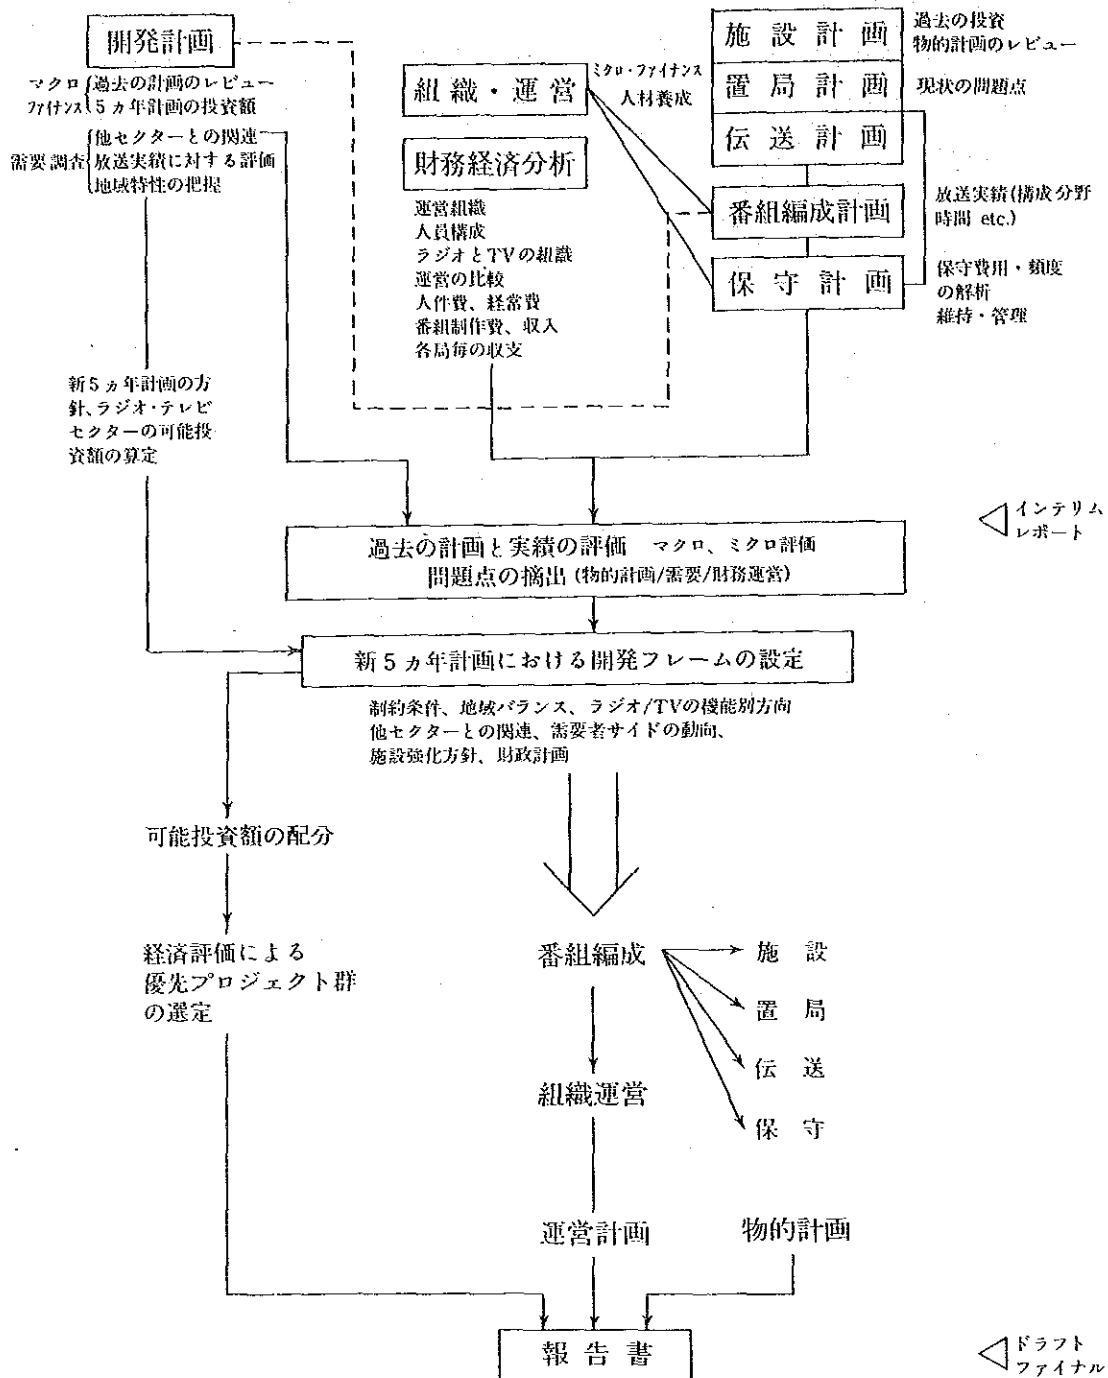 開発計画
マクロ 過去の計画のレビュー
ファイナンス 5ヵ年計画の投資額
他セクターとの関連
需要調査 放送実績に対する評価
地域特性の把握
組織・運営
ミクロ・ファイナンス
人材養成
財務経済分析
運営組織
人員構成
ラジオとTVの組織
運営の比較
人件費、経常費
番組制作費、収入
各局毎の収支
施設計画
過去の投資
物的計画のレビュー
置局計画
現状の問題点
伝送計画
番組編成計画
放送実績(構成分野
時間 etc.)
保守計画
保守費用・頻度
の解析
維持・管理
新5ヵ年計画の方
針、ラジオ・テレビ
セクターの可能投
資額の算定
インテリム
レポート
過去の計画と実績の評価 マクロ、ミクロ評価
問題点の摘出(物的計画/需要/財務運営)
新5ヵ年計画における開発フレームの設定
制約条件、地域バランス、ラジオ/TVの機能別方向
他セクターとの関連、需要者サイドの動向、
施設強化方針、財政計画
可能投資額の配分
経済評価による
優先プロジェクト群
の選定
番組編成
施設
置局
伝送
保守
組織運営
運営計画
物的計画
報告書
ドラフト
ファイナル